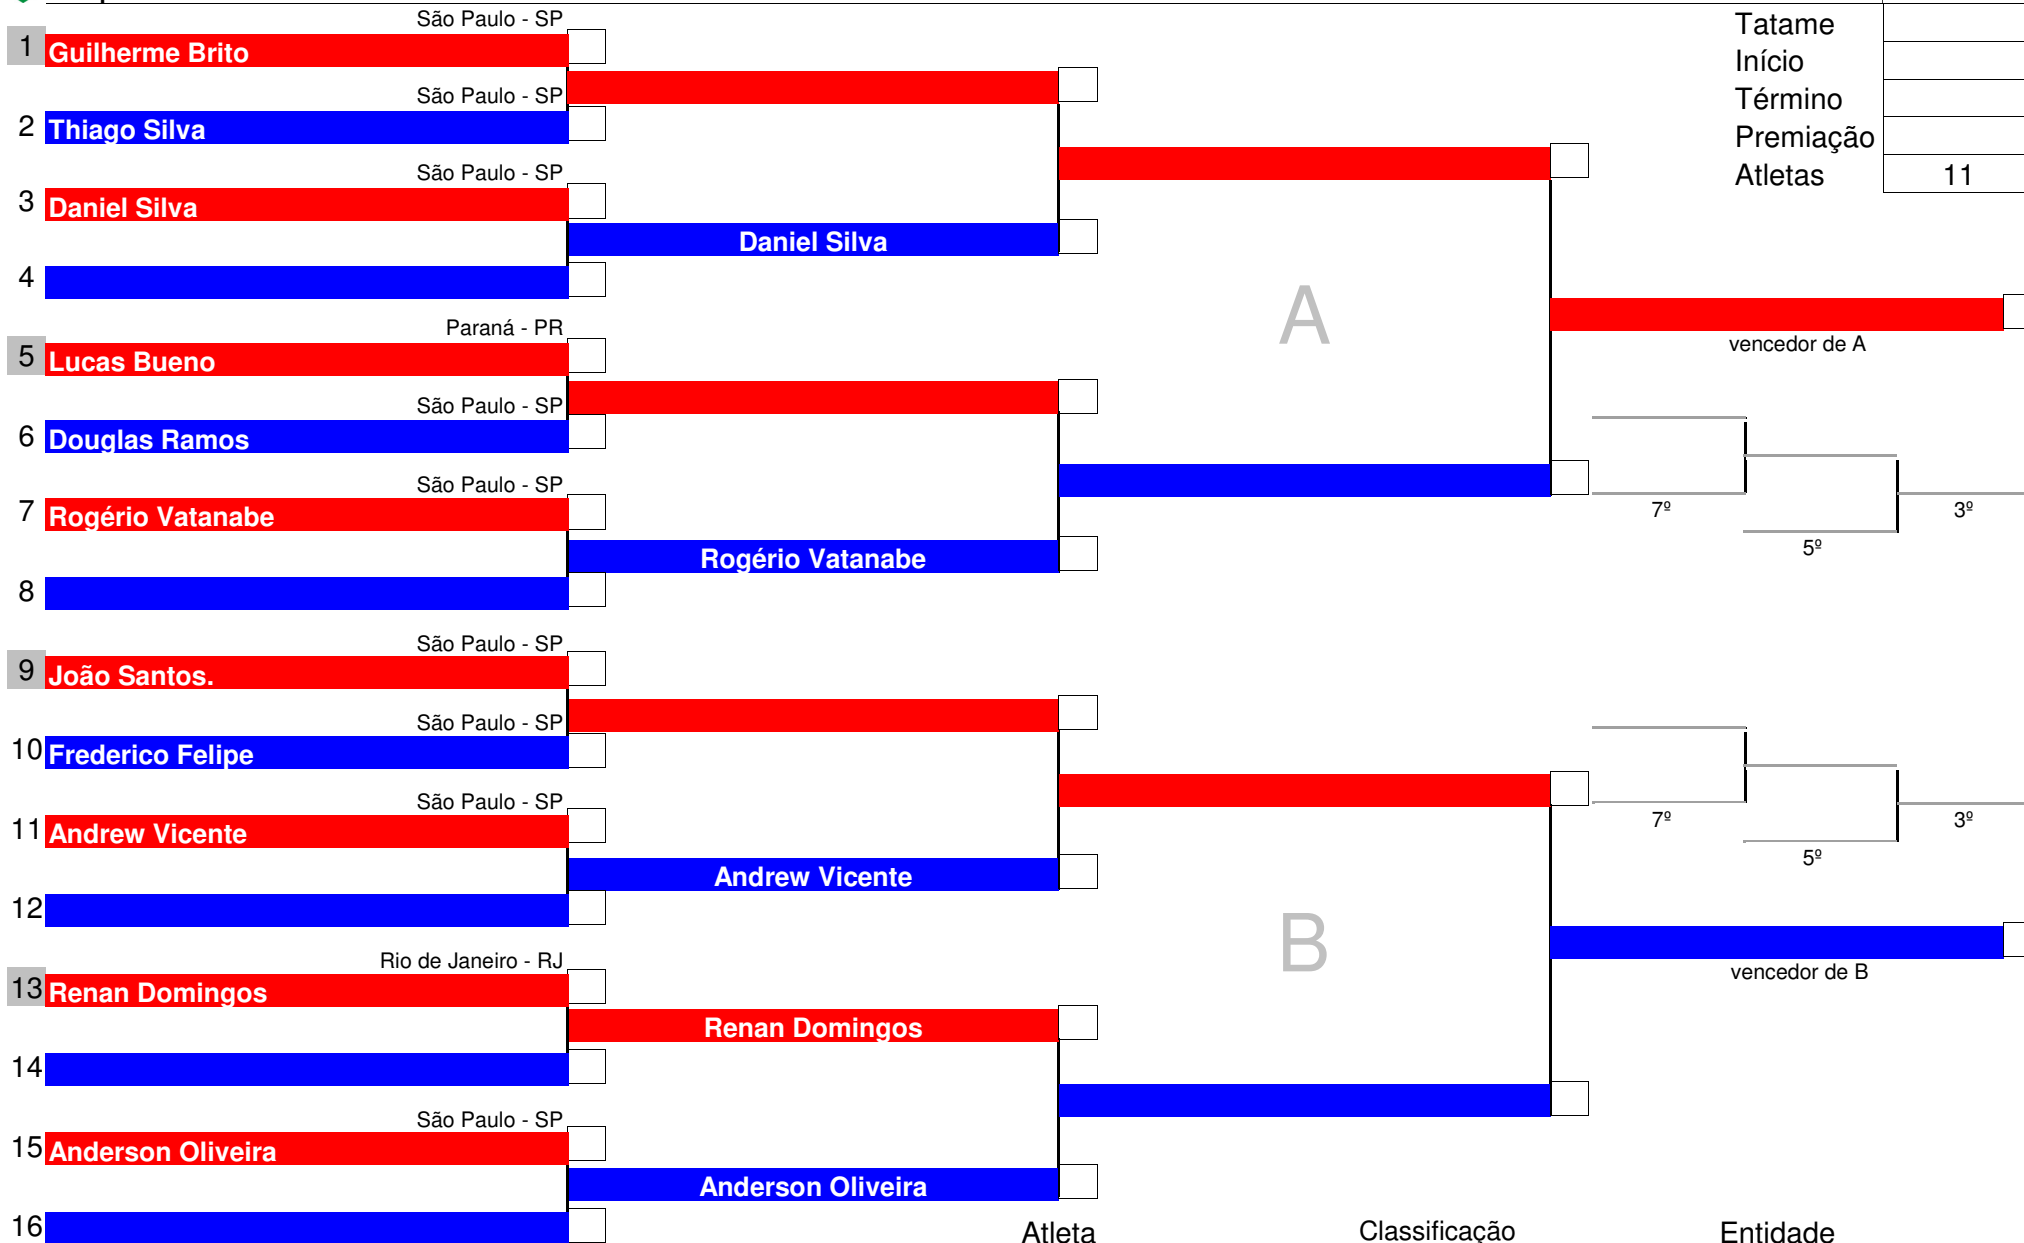 São Paulo - SP
1 Guilherme Brito
São Paulo - SP
2 Thiago Silva
São Paulo - SP
3 Daniel Silva
Daniel Silva
4
Paraná - PR
5 Lucas Bueno
São Paulo - SP
6 Douglas Ramos
São Paulo - SP
7 Rogério Vatanabe
Rogério Vatanabe
8
São Paulo - SP
9 João Santos.
São Paulo - SP
10 Frederico Felipe
São Paulo - SP
11 Andrew Vicente
Andrew Vicente
12
Rio de Janeiro - RJ
13 Renan Domingos
Renan Domingos
14
São Paulo - SP
15 Anderson Oliveira
Anderson Oliveira
16
A
B
Tatame
Início
Término
Premiação
Atletas 11
vencedor de A
7º
3º
5º
7º
3º
5º
vencedor de B
Atleta Classificação Entidade